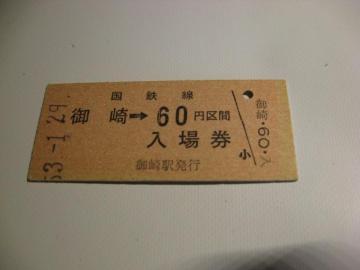 国鉄線
御崎➡60円区間
入場券
御崎駅発行
53.-1.29.
小
御崎・60・入